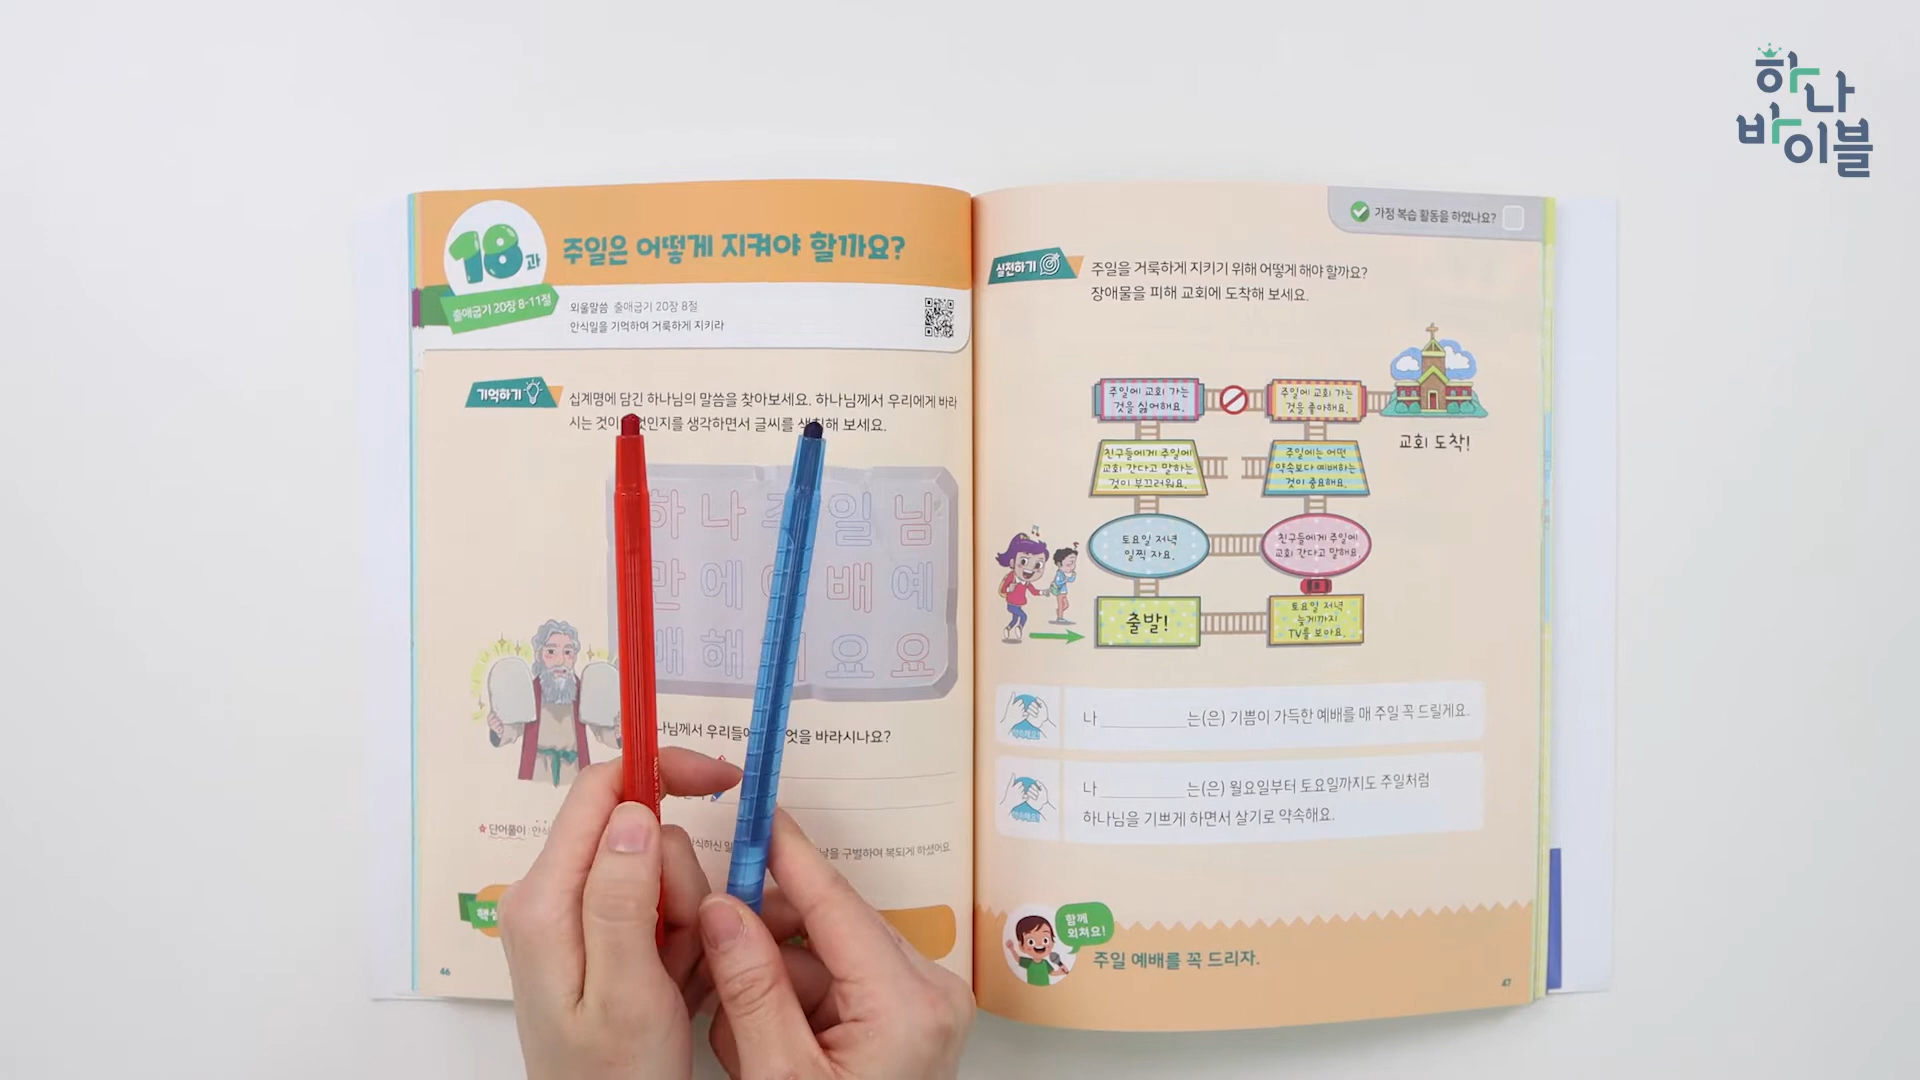 하나
바이블
18과
주일은 어떻게 지켜야 할까요?
출애굽기 20장 8-11절
외울말씀 출애굽기 20장 8절
안식일을 기억하여 거룩하게 지키라
기억하기
십계명에 담긴 하나님의 말씀을 찾아보세요. 하나님께서 우리에게 바라
시는 것이 생각하면서 글씨를 해 보세요.
하 나 주 일 님
만 에 배 예
배 해 요 요
우리들에 바라시나요?
단어풀이
구별하여 복되게 하셨어요.
46
가정 복습 활동을 하였나요?
실천하기
주일을 거룩하게 지키기 위해 어떻게 해야 할까요?
장애물을 피해 교회에 도착해 보세요.
주일에 교회 가는
것을 싫어해요.
주일에 교회 가는
것을 좋아해요.
교회 도착!
친구들에게 주일에
교회 간다고 말하는
것이 부끄러워요.
주일에는 어떤
약속보다 예배하는
것이 중요해요.
토요일 저녁
일찍 자요.
친구들에게 주일에
교회 간다고 말해요.
출발!
토요일 저녁
늦게까지
TV를 보아요.
나 ________ 는(은) 기쁨이 가득한 예배를 매 주일 꼭 드릴게요.
나 ________ 는(은) 월요일부터 토요일까지도 주일처럼
하나님을 기쁘게 하면서 살기로 약속해요.
함께
외쳐요!
주일 예배를 꼭 드리자.
47